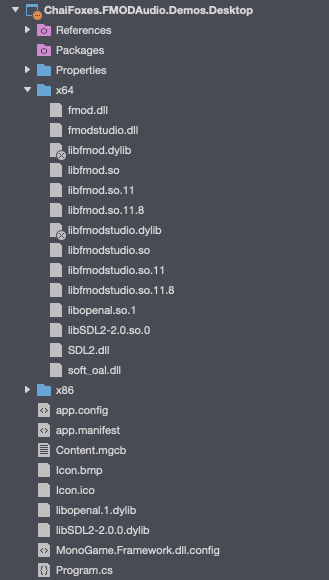 ChaiFoxes.FMODAudio.Demos.Desktop
References
Packages
Properties
x64
fmod.dll
fmodstudio.dll
libfmod.dylib
libfmod.so
libfmod.so.11
libfmod.so.11.8
libfmodstudio.dylib
libfmodstudio.so
libfmodstudio.so.11
libfmodstudio.so.11.8
libopenal.so.1
libSDL2-2.0.so.0
SDL2.dll
soft_oal.dll
x86
app.config
app.manifest
Content.mgcb
Icon.bmp
Icon.ico
libopenal.1.dylib
libSDL2-2.0.0.dylib
MonoGame.Framework.dll.config
Program.cs